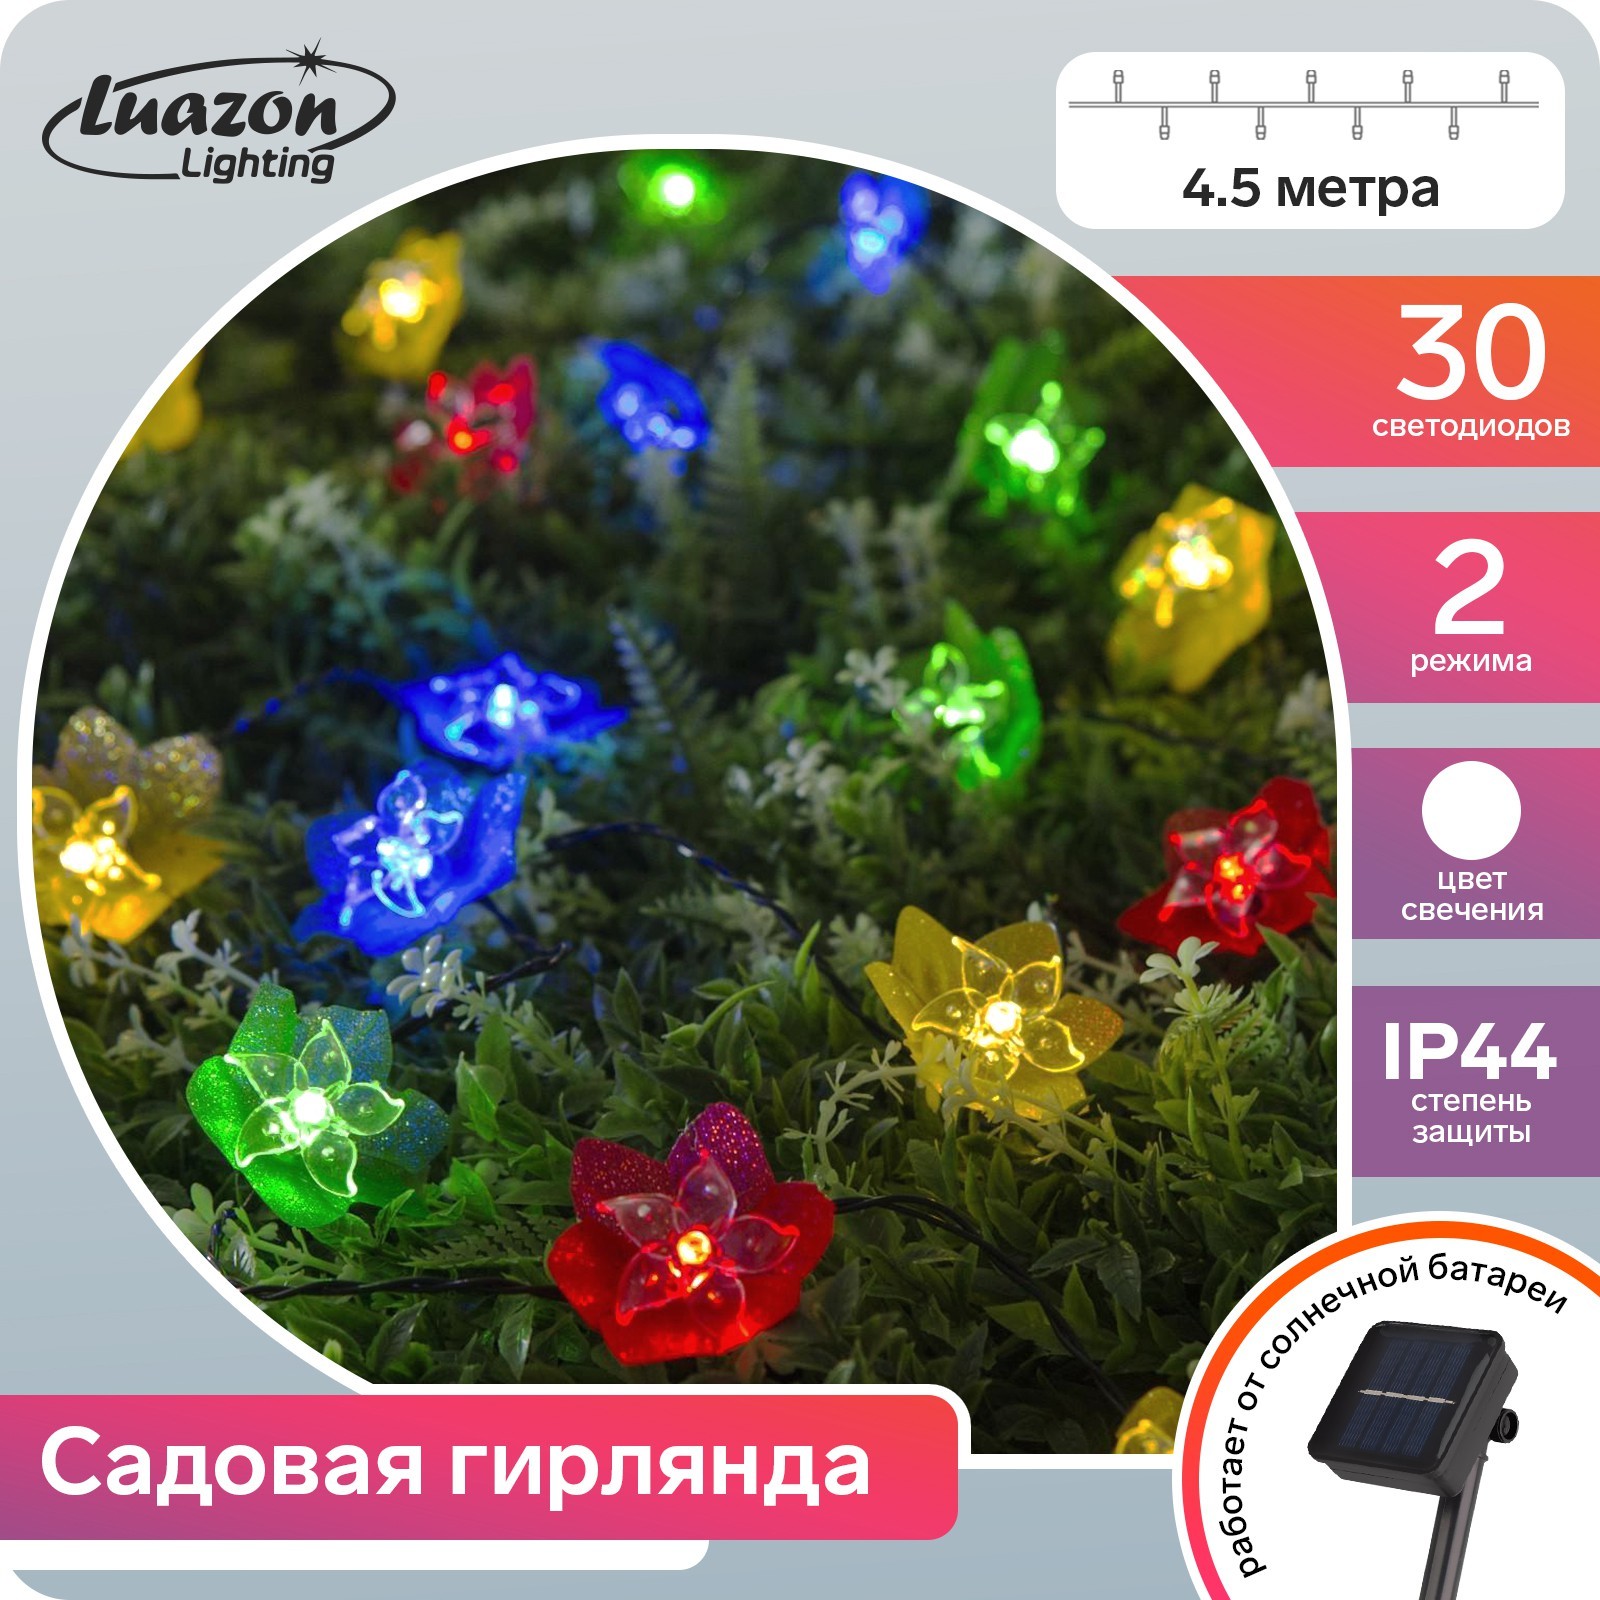 Luazon
Lighting
4.5 метра
30
светодиодов
2
режима
цвет
свечения
IP44
степень
защиты
работает от солнечной батареи
Садовая гирлянда